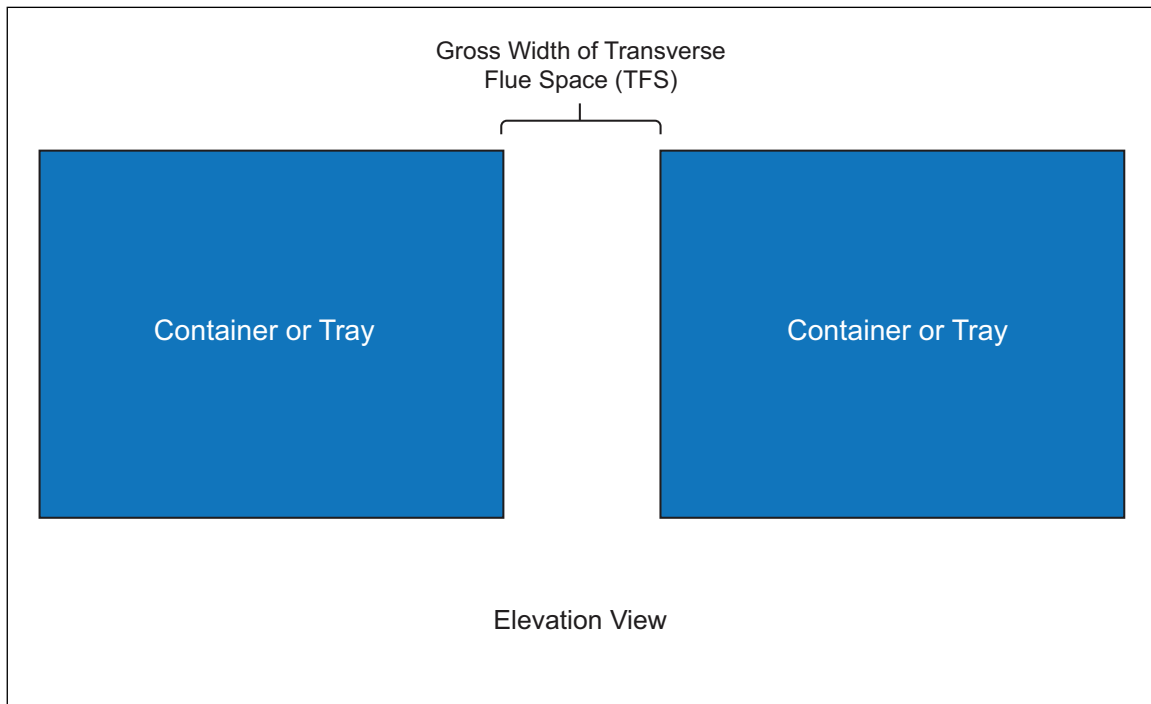 Gross Width of Transverse
Flue Space (TFS)
Container or Tray
Container or Tray
Elevation View